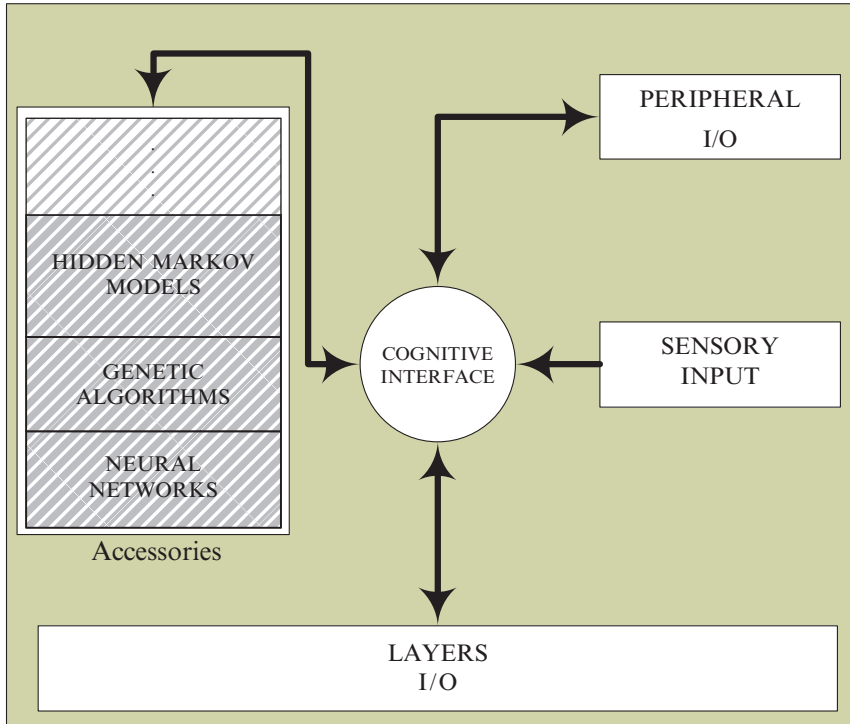 .
.
.
HIDDEN MARKOV
MODELS
GENETIC
ALGORITHMS
NEURAL
NETWORKS
Accessories
COGNITIVE
INTERFACE
PERIPHERAL
I/O
SENSORY
INPUT
LAYERS
I/O